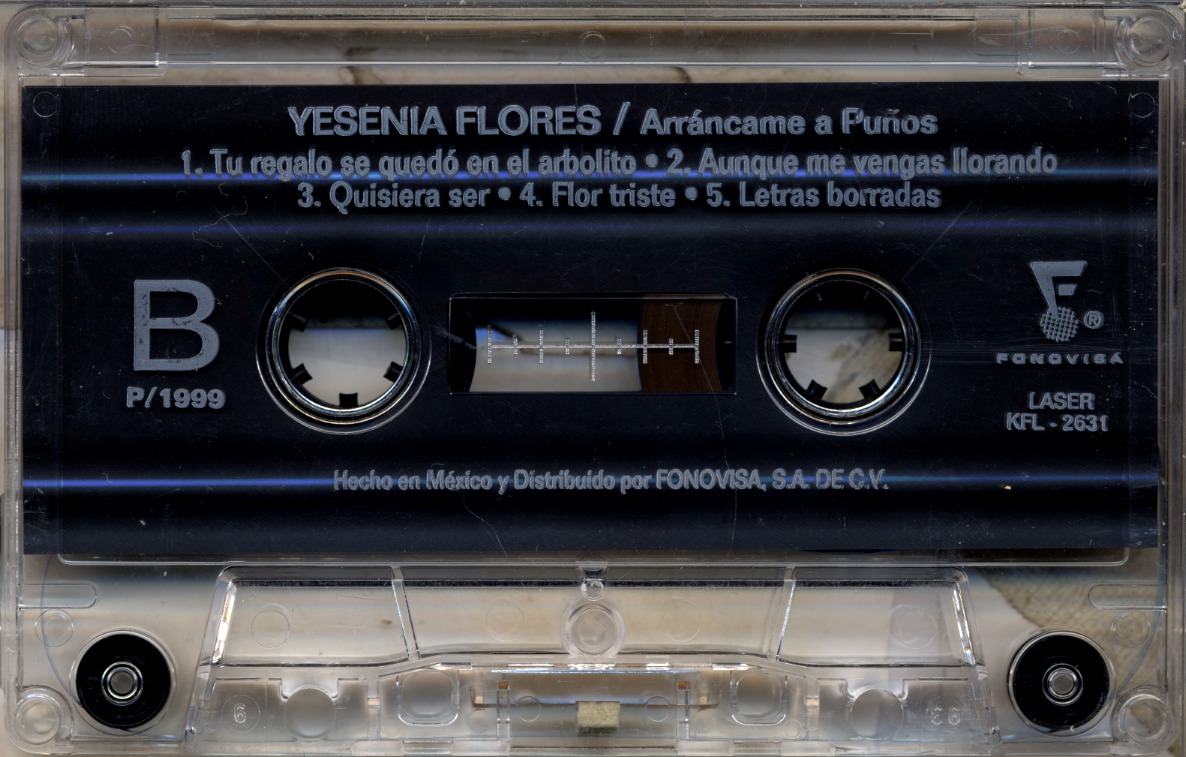 YESENIA FLORES / Arráncame a Puños
1. Tu regalo se quedó en el arbolito • 2. Aunque me vengas llorando
3. Quisiera ser • 4. Flor triste • 5. Letras borradas
B
P/1999
F®
FONOVISA
LASER
KFL - 2631
Hecho en México y Distribuido por FONOVISA, S.A. DE C.V.